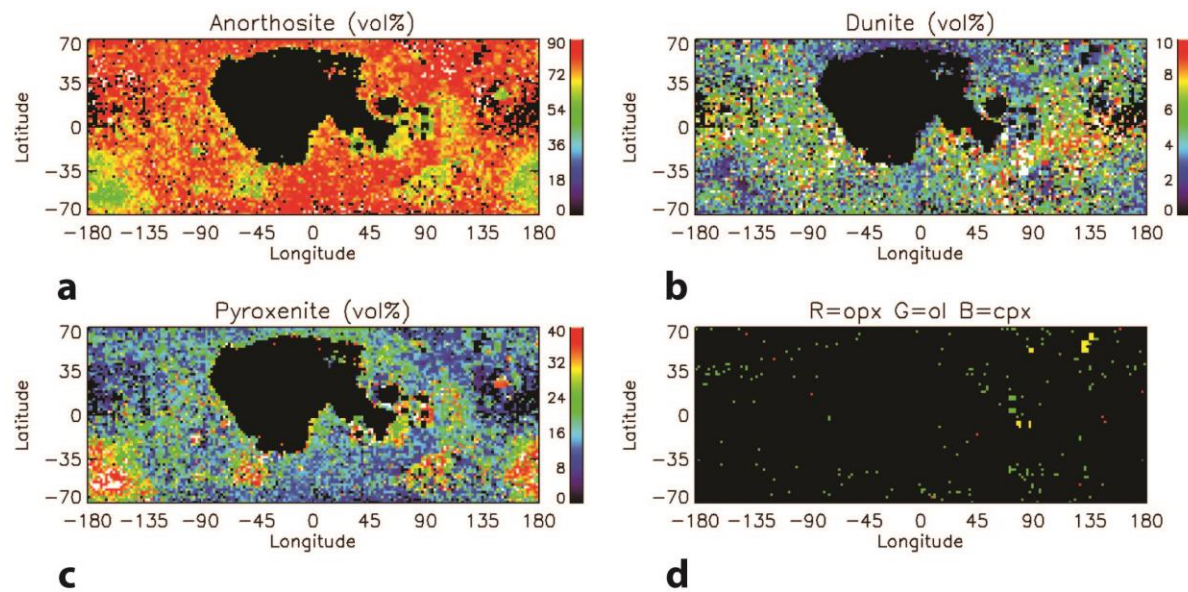 Anorthosite (vol%)
Latitude
70
35
0
−35
−70
−180 −135 −90 −45 0 45 90 135 180
Longitude
90
72
54
36
18
0
a
Dunite (vol%)
Latitude
70
35
0
−35
−70
−180 −135 −90 −45 0 45 90 135 180
Longitude
10
8
6
4
2
0
b
Pyroxenite (vol%)
Latitude
70
35
0
−35
−70
−180 −135 −90 −45 0 45 90 135 180
Longitude
40
32
24
16
8
0
c
R=opx G=ol B=cpx
Latitude
70
35
0
−35
−70
−180 −135 −90 −45 0 45 90 135 180
Longitude
d